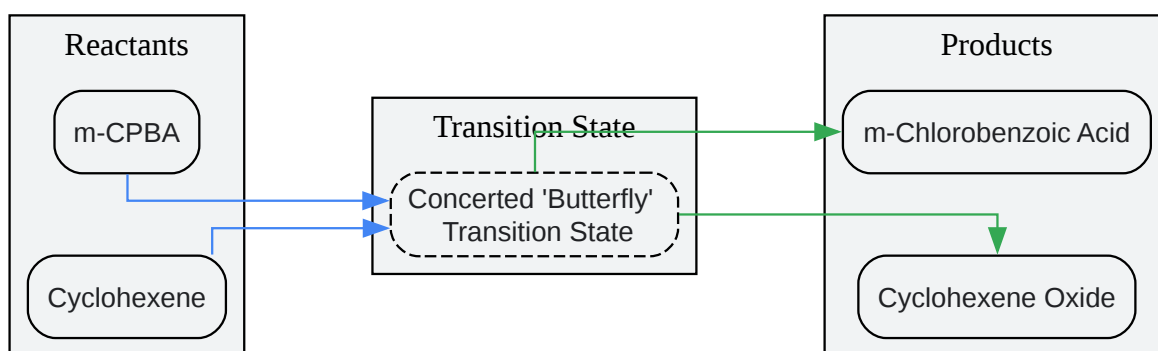 Reactants
m-CPBA
Cyclohexene
Transition State
Concerted 'Butterfly'
Transition State
Products
m-Chlorobenzoic Acid
Cyclohexene Oxide